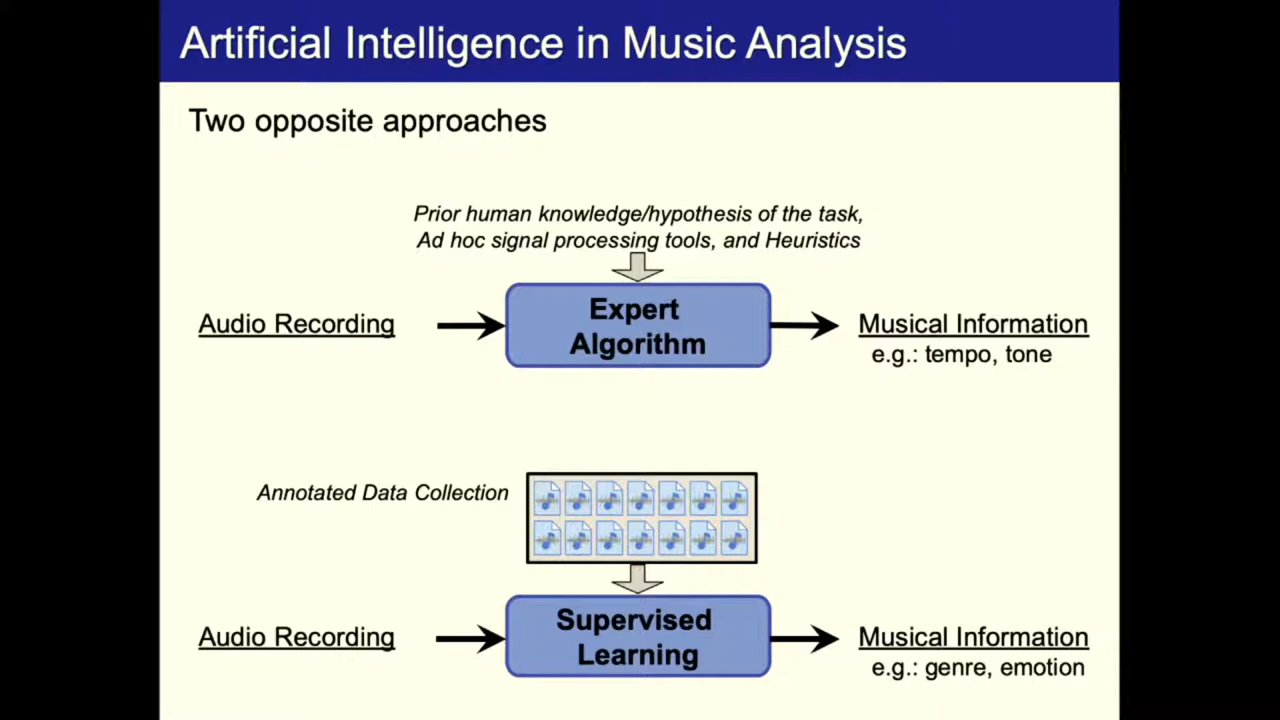 Artificial Intelligence in Music Analysis
Two opposite approaches
Prior human knowledge/hypothesis of the task,
Ad hoc signal processing tools, and Heuristics
Audio Recording
Expert
Algorithm
Musical Information
e.g.: tempo, tone
Annotated Data Collection
Audio Recording
Supervised
Learning
Musical Information
e.g.: genre, emotion